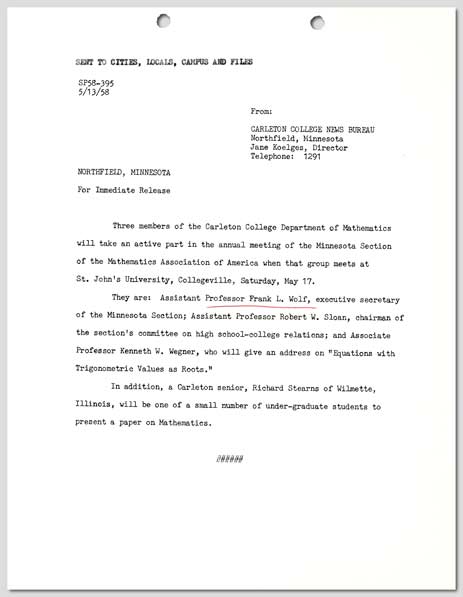 SENT TO CITIES, LOCALS, CAMPUS AND FILES
SP58-395
5/13/58
From:
CARLETON COLLEGE NEWS BUREAU
Northfield, Minnesota
Jane Koelges, Director
Telephone: 1291
NORTHFIELD, MINNESOTA
For Immediate Release
Three members of the Carleton College Department of Mathematics
will take an active part in the annual meeting of the Minnesota Section
of the Mathematics Association of America when that group meets at
St. John's University, Collegeville, Saturday, May 17.
They are: Assistant Professor Frank L. Wolf, executive secretary
of the Minnesota Section; Assistant Professor Robert W. Sloan, chairman of
the section's committee on high school-college relations; and Associate
Professor Kenneth W. Wegner, who will give an address on "Equations with
Trigonometric Values as Roots."
In addition, a Carleton senior, Richard Stearns of Wilmette,
Illinois, will be one of a small number of under-graduate students to
present a paper on Mathematics.
######